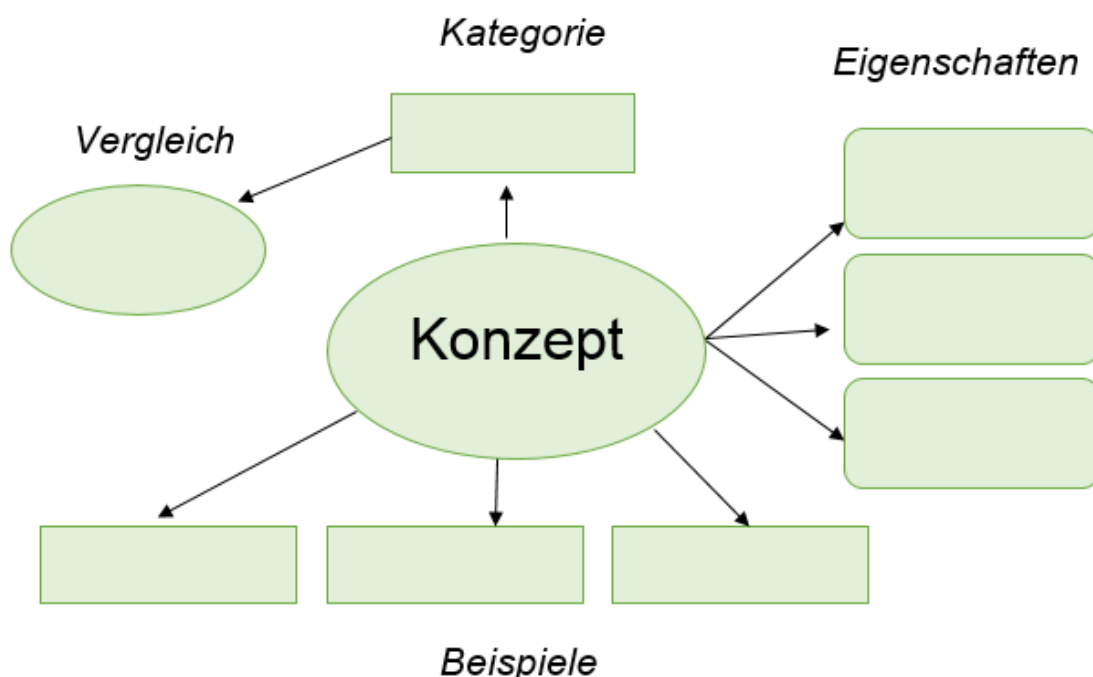 Kategorie
Eigenschaften
Vergleich
Konzept
Beispiele